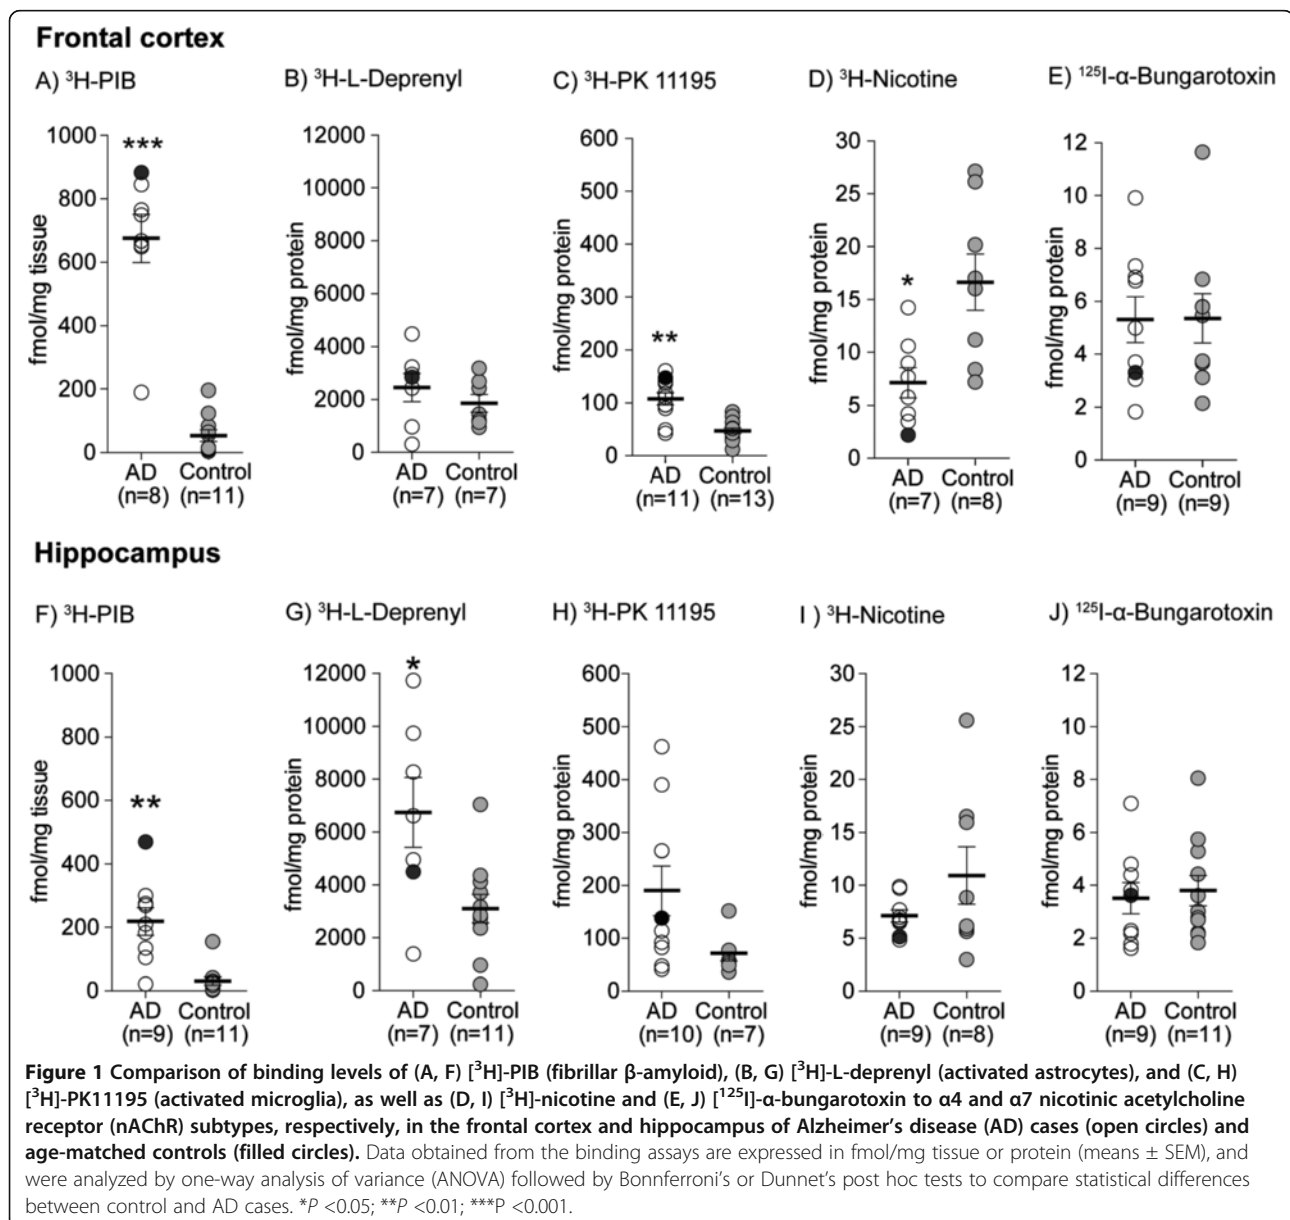 Frontal cortex
A) ³H-PIB
B) ³H-L-Deprenyl
C) ³H-PK 11195
D) ³H-Nicotine
E) ¹²⁵I-α-Bungarotoxin
fmol/mg tissue
1000
800
600
400
200
0
***
AD
(n=8)
Control
(n=11)
fmol/mg protein
12000
10000
8000
6000
4000
2000
0
AD
(n=7)
Control
(n=7)
fmol/mg protein
600
500
400
300
200
100
0
**
AD
(n=11)
Control
(n=13)
fmol/mg protein
30
25
20
15
10
5
0
*
AD
(n=7)
Control
(n=8)
fmol/mg protein
12
10
8
6
4
2
0
AD
(n=9)
Control
(n=9)
Hippocampus
F) ³H-PIB
G) ³H-L-Deprenyl
H) ³H-PK 11195
I ) ³H-Nicotine
J) ¹²⁵I-α-Bungarotoxin
fmol/mg tissue
1000
800
600
400
200
0
**
AD
(n=9)
Control
(n=11)
fmol/mg protein
12000
10000
8000
6000
4000
2000
0
*
AD
(n=7)
Control
(n=11)
fmol/mg protein
600
500
400
300
200
100
0
AD
(n=10)
Control
(n=7)
fmol/mg protein
30
25
20
15
10
5
0
AD
(n=9)
Control
(n=8)
fmol/mg protein
12
10
8
6
4
2
0
AD
(n=9)
Control
(n=11)
Figure 1 Comparison of binding levels of (A, F) [³H]-PIB (fibrillar β-amyloid), (B, G) [³H]-L-deprenyl (activated astrocytes), and (C, H)
[³H]-PK11195 (activated microglia), as well as (D, I) [³H]-nicotine and (E, J) [¹²⁵I]-α-bungarotoxin to α4 and α7 nicotinic acetylcholine
receptor (nAChR) subtypes, respectively, in the frontal cortex and hippocampus of Alzheimer's disease (AD) cases (open circles) and
age-matched controls (filled circles). Data obtained from the binding assays are expressed in fmol/mg tissue or protein (means ± SEM), and
were analyzed by one-way analysis of variance (ANOVA) followed by Bonnferroni's or Dunnet's post hoc tests to compare statistical differences
between control and AD cases. *P <0.05; **P <0.01; ***P <0.001.